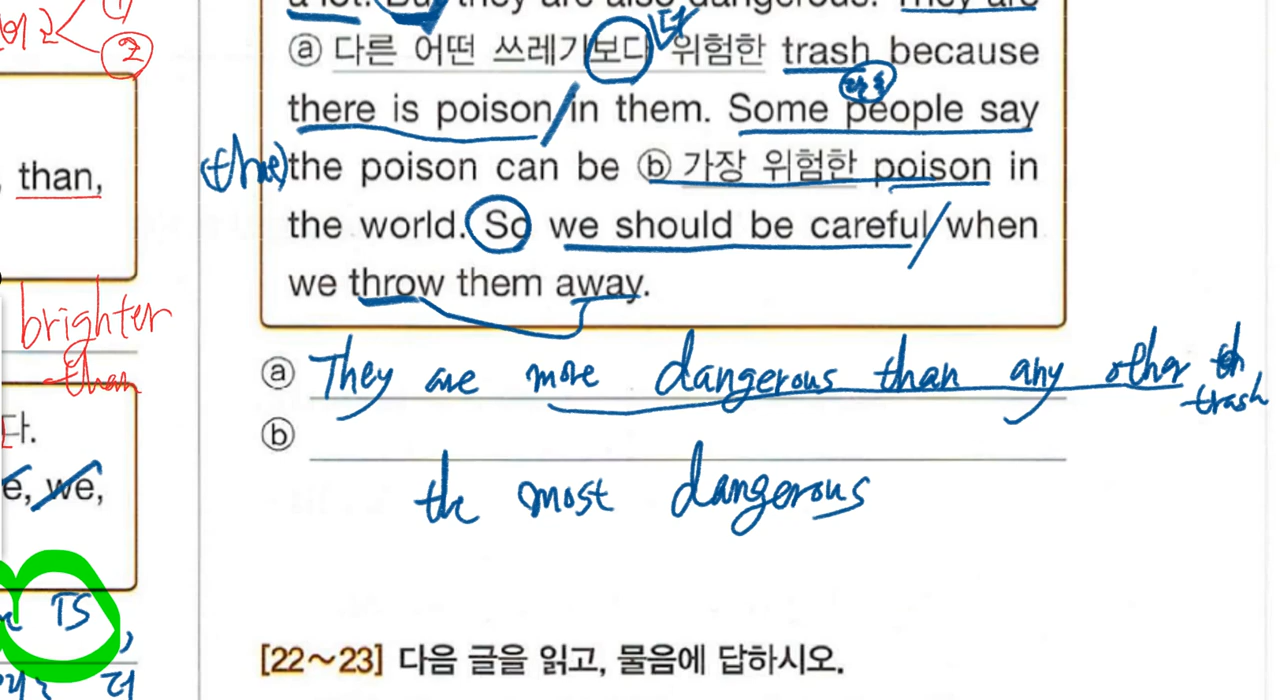 a lot. But they are also dangerous. They are
ⓐ 다른 어떤 쓰레기보다 위험한 trash because
there is poison in them. Some people say
(that) the poison can be ⓑ 가장 위험한 poison in
the world. So we should be careful when
we throw them away.
ⓐ They are more dangerous than any other
trash
ⓑ
the most dangerous
[22~23] 다음 글을 읽고, 물음에 답하시오.
①
②
than,
brighter
than
다.
we,
TS
더